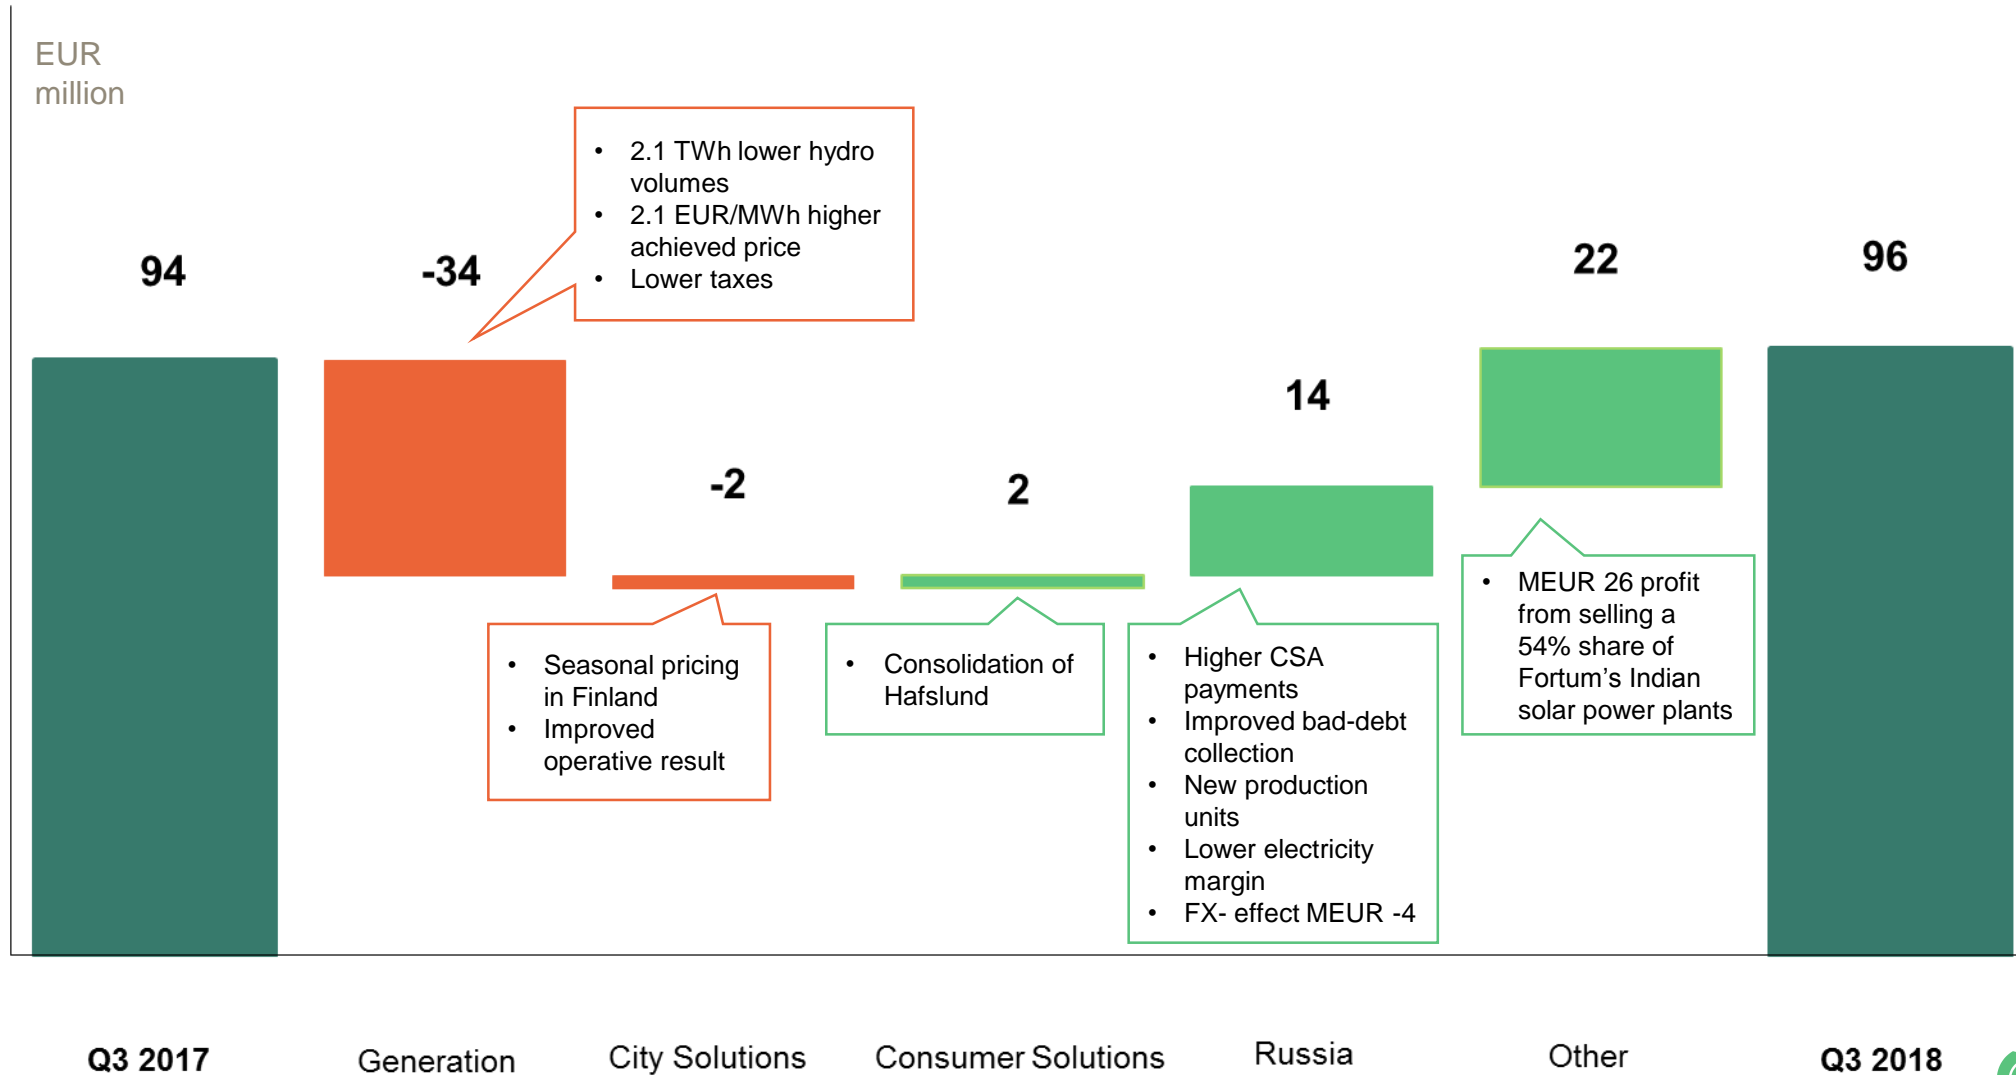 EUR
million
94
-34
• 2.1 TWh lower hydro
volumes
• 2.1 EUR/MWh higher
achieved price
• Lower taxes
-2
• Seasonal pricing
in Finland
• Improved
operative result
2
• Consolidation of
Hafslund
14
• Higher CSA
payments
• Improved bad-debt
collection
• New production
units
• Lower electricity
margin
• FX- effect MEUR -4
22
• MEUR 26 profit
from selling a
54% share of
Fortum’s Indian
solar power plants
96
Q3 2017
Generation
City Solutions
Consumer Solutions
Russia
Other
Q3 2018